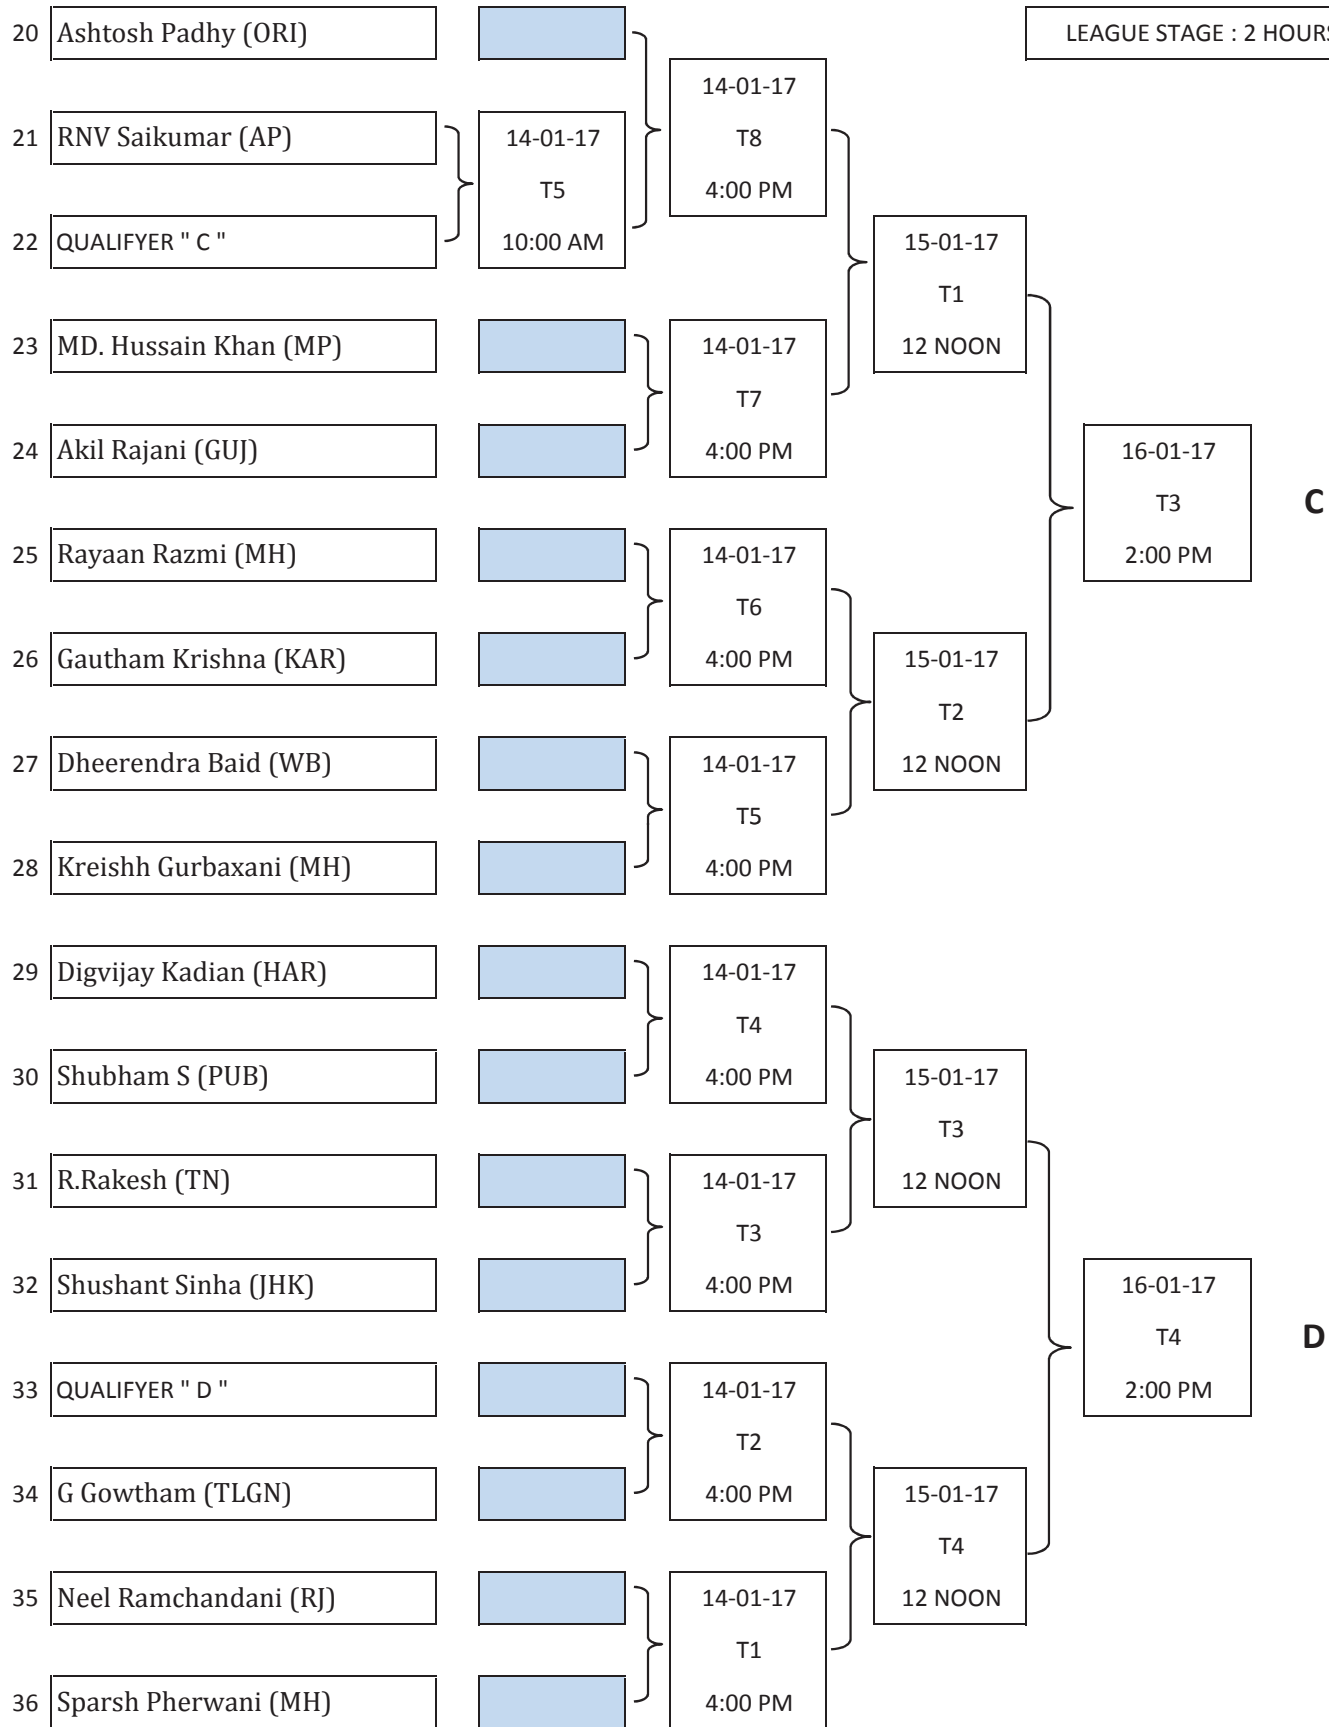 20 Ashtosh Padhy (ORI)
LEAGUE STAGE : 2 HOURS
14-01-17
21 RNV Saikumar (AP) 14-01-17 T8
T5 4:00 PM
22 QUALIFYER " C " 10:00 AM 15-01-17
T1
23 MD. Hussain Khan (MP) 14-01-17 12 NOON
T7
24 Akil Rajani (GUJ) 4:00 PM 16-01-17
T3 C
25 Rayaan Razmi (MH) 14-01-17 2:00 PM
T6
26 Gautham Krishna (KAR) 4:00 PM 15-01-17
T2
27 Dheerendra Baid (WB) 14-01-17 12 NOON
T5
28 Kreishh Gurbaxani (MH) 4:00 PM
29 Digvijay Kadian (HAR) 14-01-17
T4
30 Shubham S (PUB) 4:00 PM 15-01-17
T3
31 R.Rakesh (TN) 14-01-17 12 NOON
T3
32 Shushant Sinha (JHK) 4:00 PM 16-01-17
T4 D
33 QUALIFYER " D " 14-01-17 2:00 PM
T2
34 G Gowtham (TLGN) 4:00 PM 15-01-17
T4
35 Neel Ramchandani (RJ) 14-01-17 12 NOON
T1
36 Sparsh Pherwani (MH) 4:00 PM